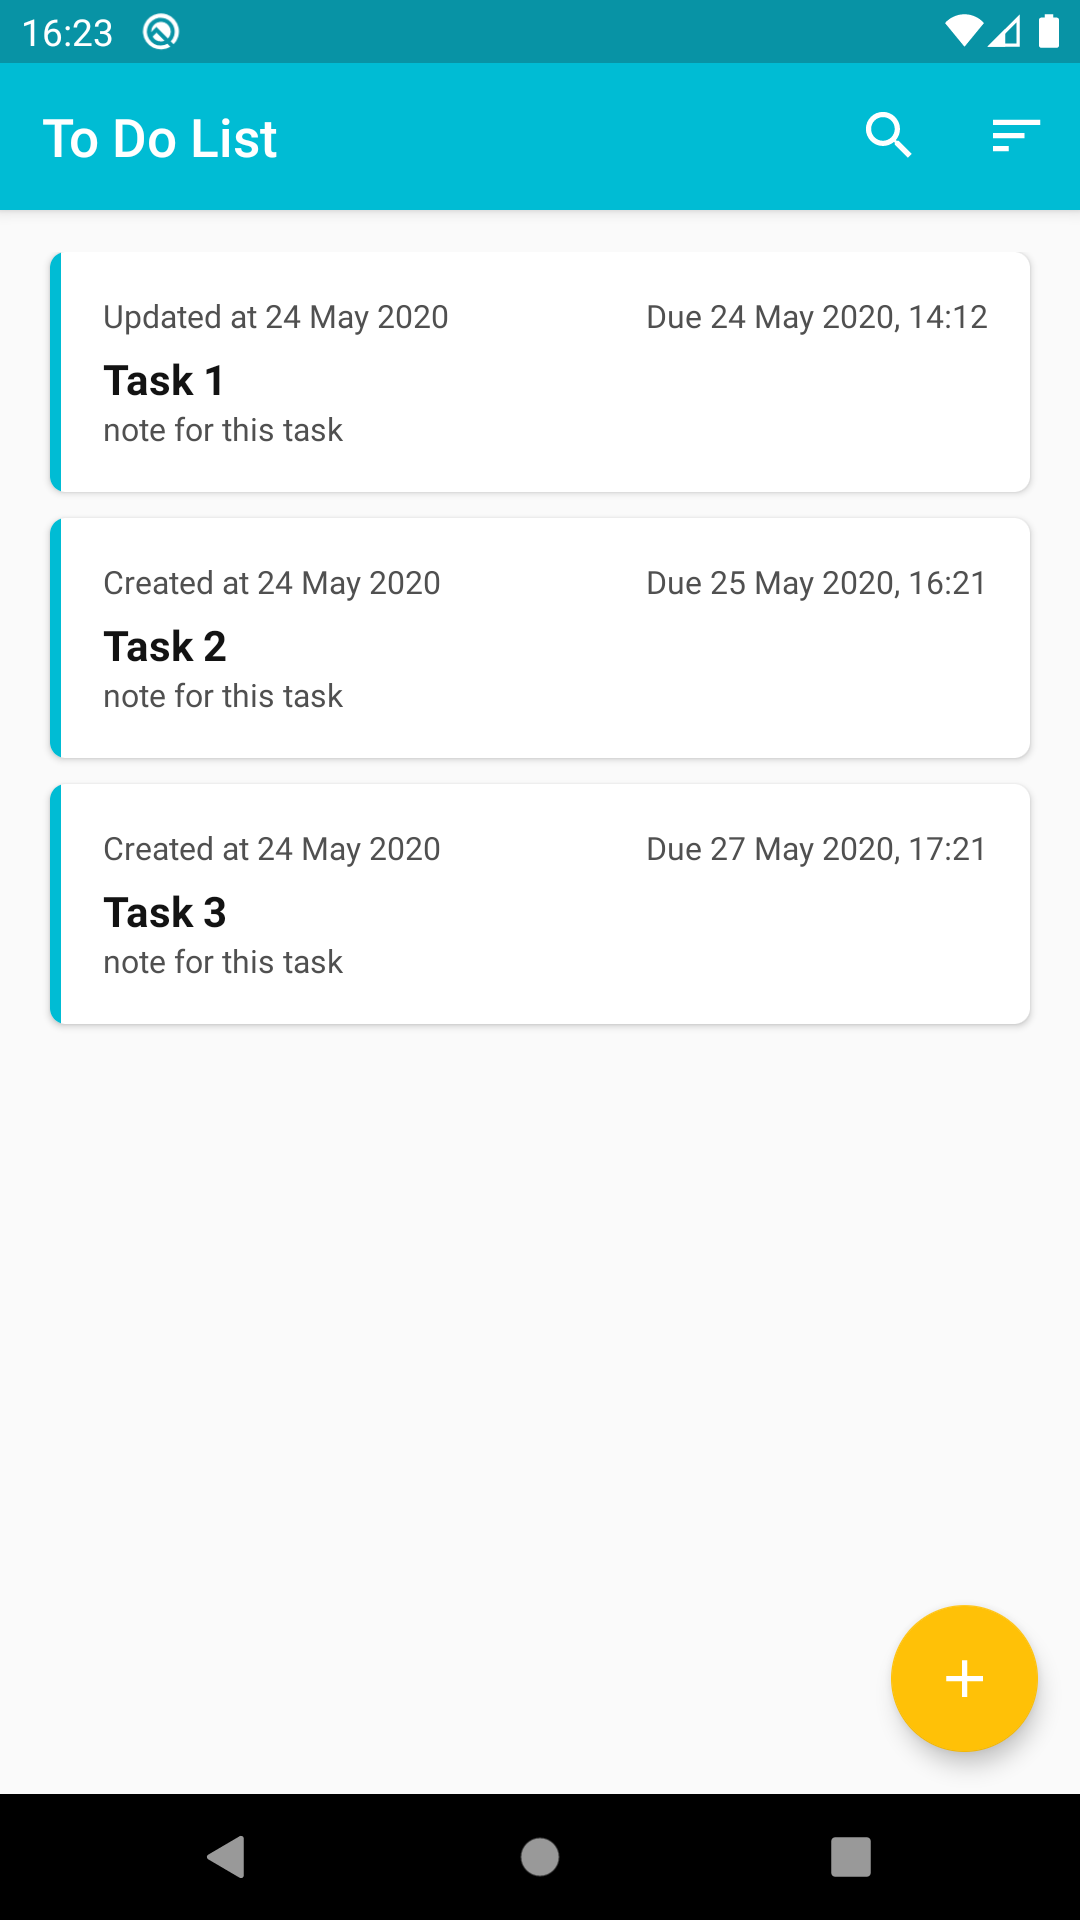 16:23
To Do List
Updated at 24 May 2020 Due 24 May 2020, 14:12
Task 1
note for this task
Created at 24 May 2020 Due 25 May 2020, 16:21
Task 2
note for this task
Created at 24 May 2020 Due 27 May 2020, 17:21
Task 3
note for this task